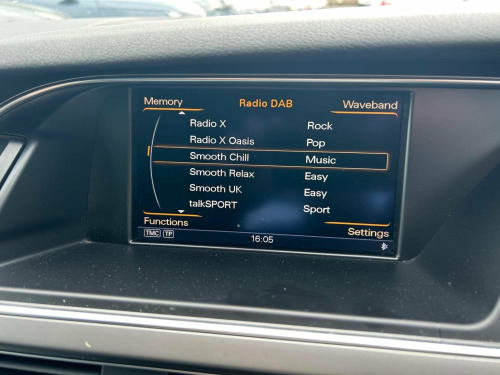 Memory Radio DAB Waveband
Radio X Rock
Radio X Oasis Pop
Smooth Chill Music
Smooth Relax Easy
Smooth UK Easy
talkSPORT Sport
Functions Settings
TMC TP 16:05